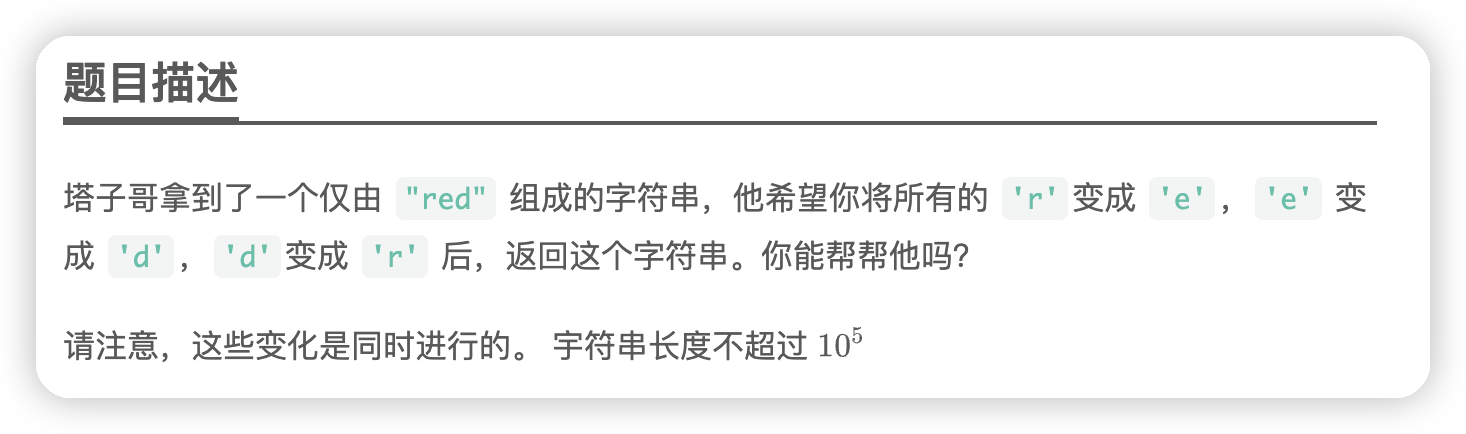 题目描述
塔子哥拿到了一个仅由 "red" 组成的字符串，他希望你将所有的 'r' 变成 'e'， 'e' 变
成 'd'， 'd' 变成 'r' 后，返回这个字符串。你能帮帮他吗？
请注意，这些变化是同时进行的。 字符串长度不超过 10⁵